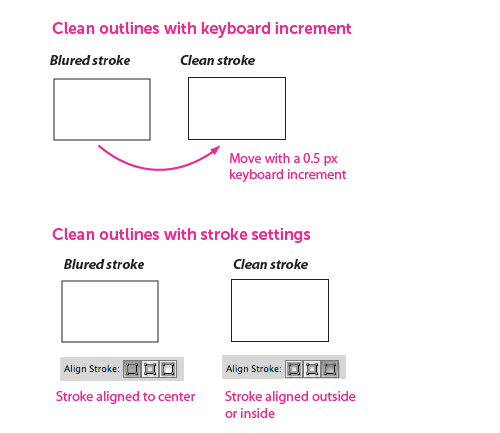 Clean outlines with keyboard increment
Blured stroke
Clean stroke
Move with a 0.5 px
keyboard increment
Clean outlines with stroke settings
Blured stroke
Clean stroke
Align Stroke:
Align Stroke:
Stroke aligned to center
Stroke aligned outside
or inside